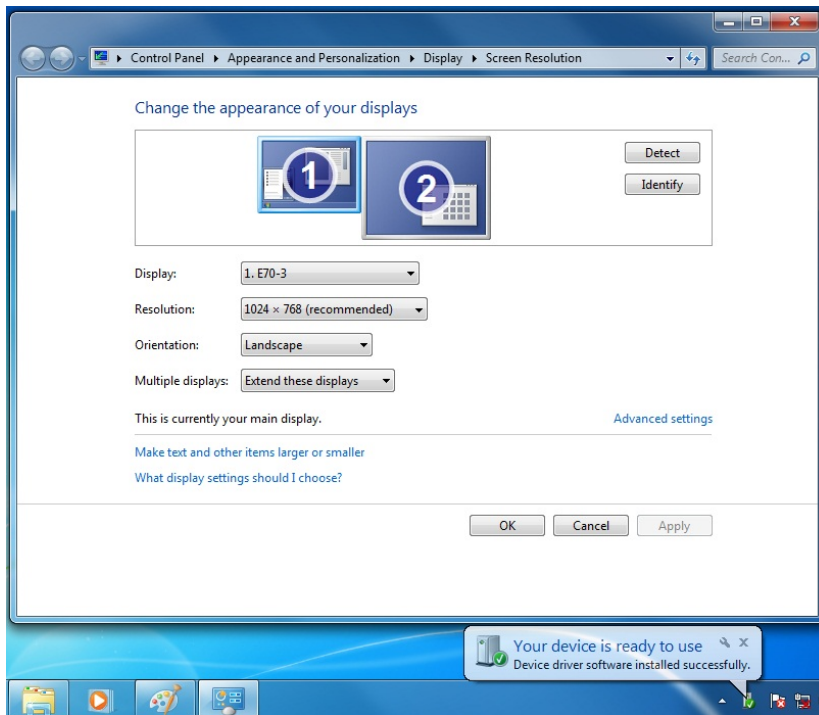 Control Panel Appearance and Personalization Display Screen Resolution
Search Con...
Change the appearance of your displays
1
2
Detect
Identify
Display: 1. E70-3
Resolution: 1024 × 768 (recommended)
Orientation: Landscape
Multiple displays: Extend these displays
This is currently your main display. Advanced settings
Make text and other items larger or smaller
What display settings should I choose?
OK Cancel Apply
Your device is ready to use
Device driver software installed successfully.